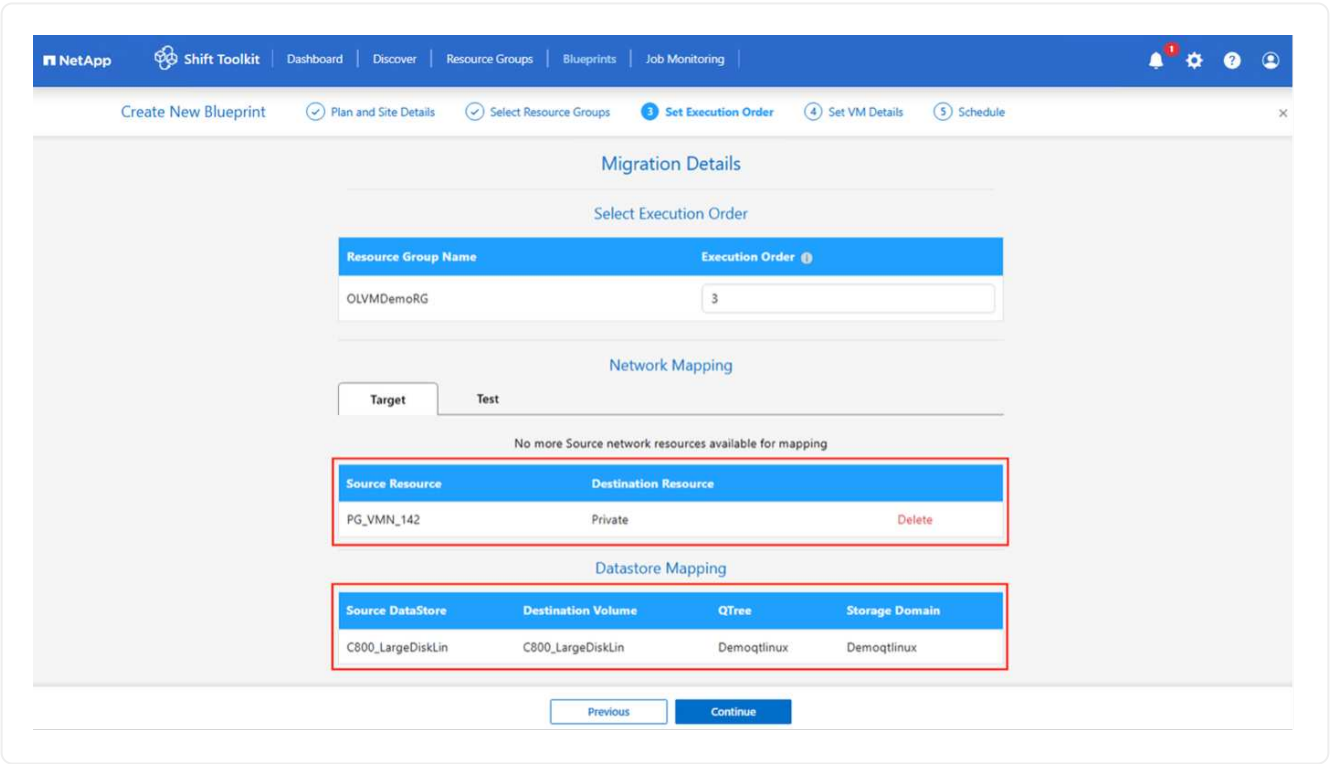 NetApp Shift Toolkit Dashboard Discover Resource Groups Blueprints Job Monitoring 1 ?
Create New Blueprint Plan and Site Details Select Resource Groups 3 Set Execution Order 4 Set VM Details 5 Schedule ×
Migration Details
Select Execution Order
Resource Group Name Execution Order i
OLVMDemoRG 3
Network Mapping
Target Test
No more Source network resources available for mapping
Source Resource Destination Resource
PG_VMN_142 Private Delete
Datastore Mapping
Source DataStore Destination Volume QTree Storage Domain
C800_LargeDiskLin C800_LargeDiskLin Demoqtlinux Demoqtlinux
Previous Continue